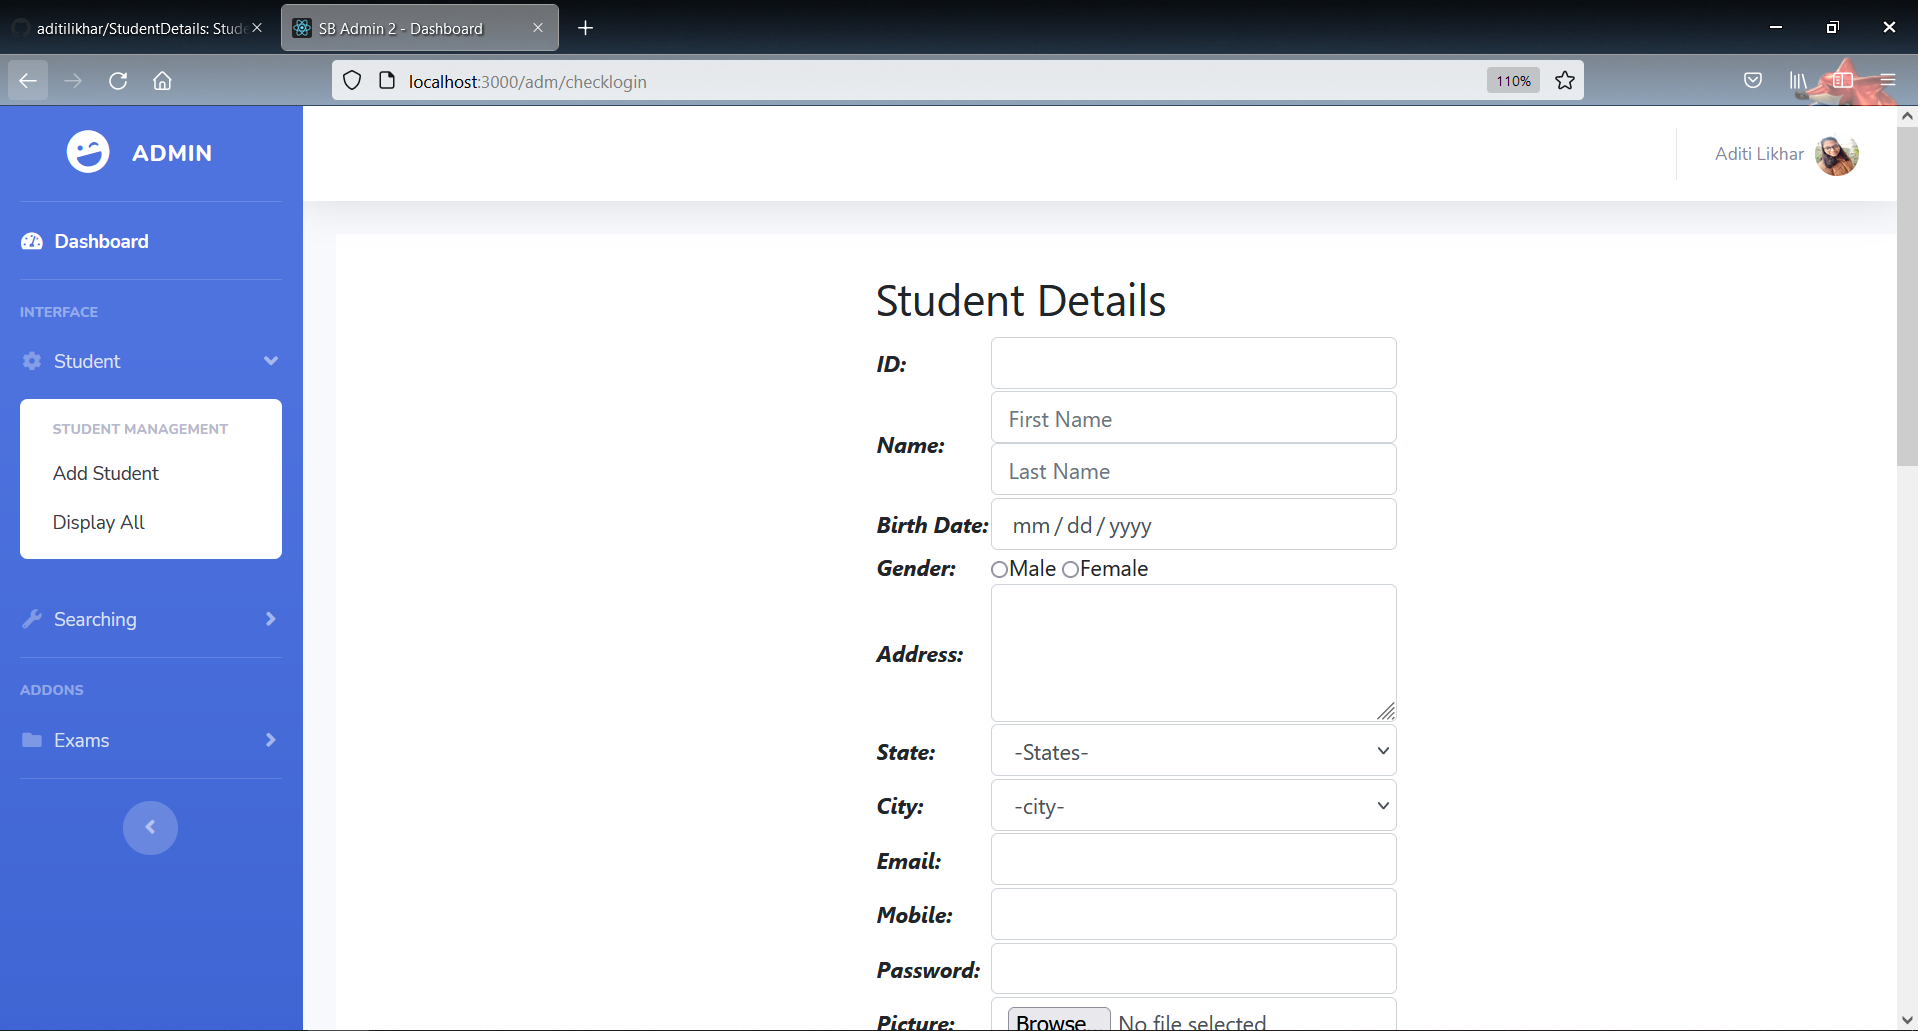 aditilikhar/StudentDetails: Stude
SB Admin 2 - Dashboard
localhost:3000/adm/checklogin
110%
ADMIN
Aditi Likhar
Dashboard
INTERFACE
Student
STUDENT MANAGEMENT
Add Student
Display All
Searching
ADDONS
Exams
Student Details
ID:
Name:
First Name
Last Name
Birth Date: mm/dd/yyyy
Gender: Male Female
Address:
State: -States-
City: -city-
Email:
Mobile:
Password:
Picture: Browse... No file selected